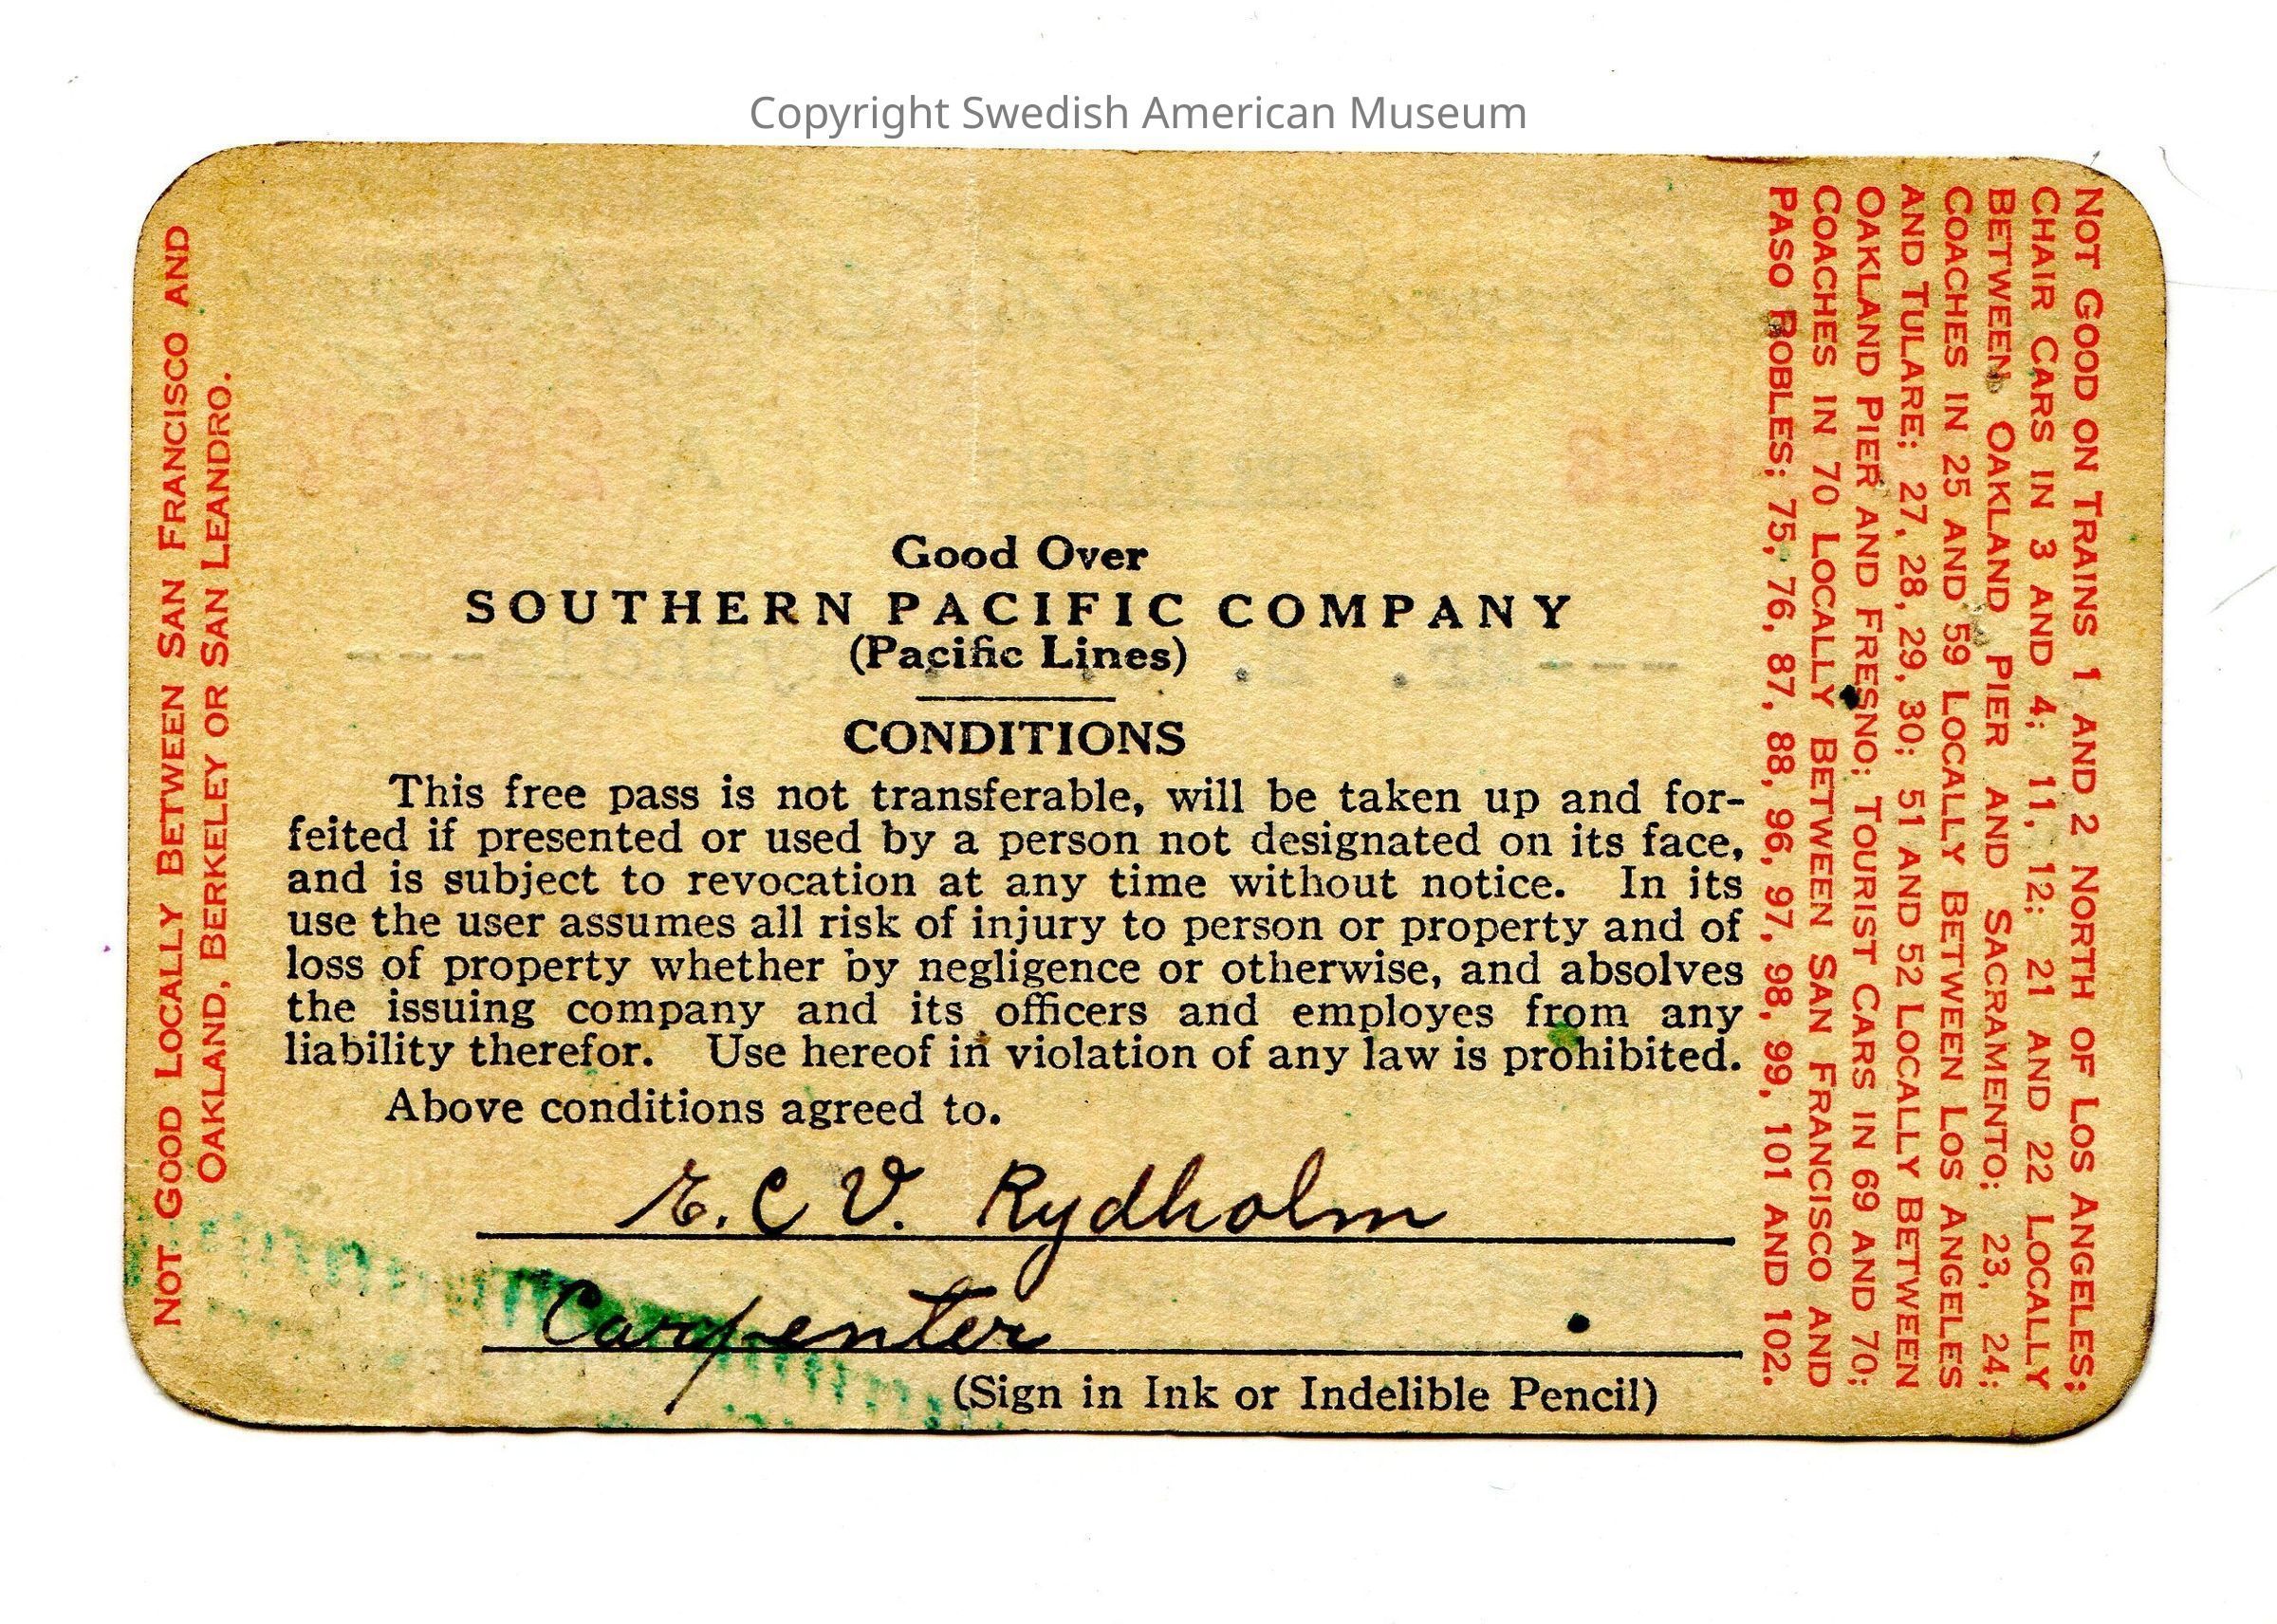 Copyright Swedish American Museum
NOT GOOD LOCALLY BETWEEN SAN FRANCISCO AND
OAKLAND, BERKELEY OR SAN LEANDRO.
Good Over
SOUTHERN PACIFIC COMPANY
(Pacific Lines)
CONDITIONS
This free pass is not transferable, will be taken up and for-
feited if presented or used by a person not designated on its face,
and is subject to revocation at any time without notice. In its
use the user assumes all risk of injury to person or property and of
loss of property whether by negligence or otherwise, and absolves
the issuing company and its officers and employes from any
liability therefor. Use hereof in violation of any law is prohibited.
Above conditions agreed to.
E. C V. Rydholm
Carpenter
(Sign in Ink or Indelible Pencil)
NOT GOOD ON TRAINS 1 AND 2 NORTH OF LOS ANGELES;
CHAIR CARS IN 3 AND 4; 11, 12; 21 AND 22 LOCALLY
BETWEEN OAKLAND PIER AND SACRAMENTO; 23, 24;
COACHES IN 25 AND 59 LOCALLY BETWEEN LOS ANGELES
AND TULARE; 27, 28, 29, 30; 51 AND 52 LOCALLY BETWEEN
OAKLAND PIER AND FRESNO; TOURIST CARS IN 69 AND 70;
COACHES IN 70 LOCALLY BETWEEN SAN FRANCISCO AND
PASO ROBLES; 75, 76, 87, 88, 96, 97, 98, 99, 101 AND 102.